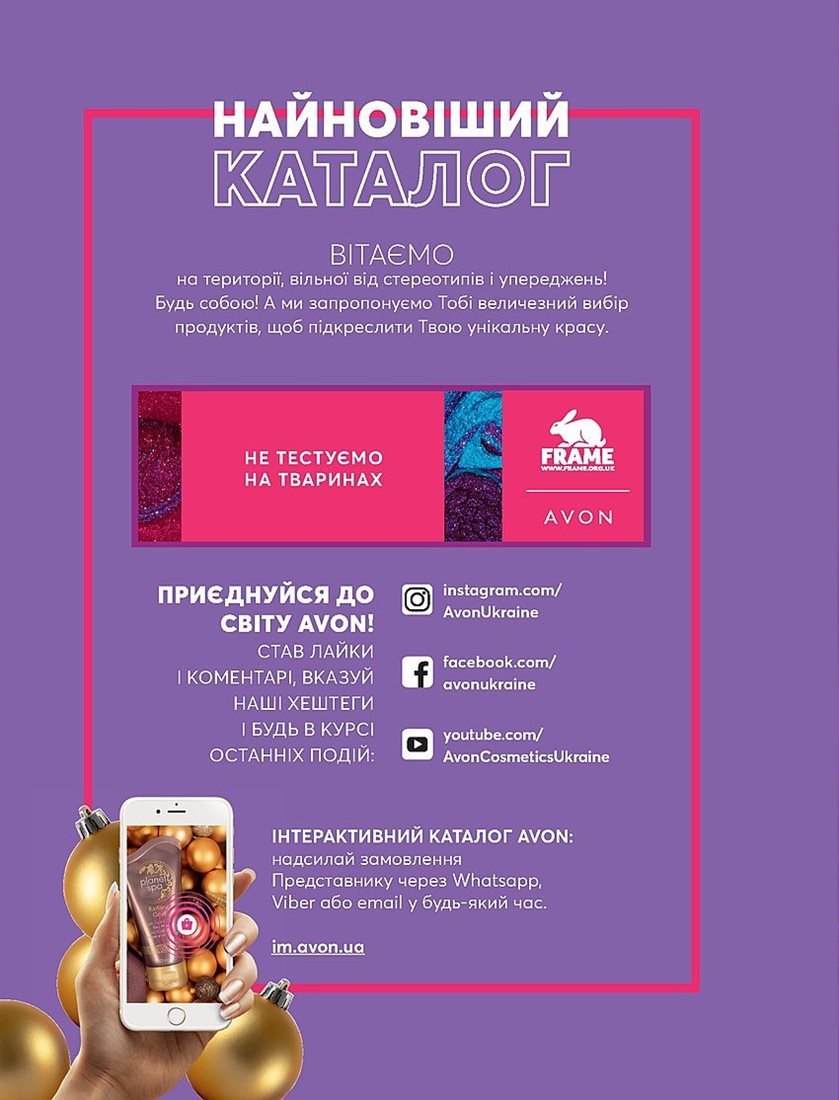 НАЙНОВІШИЙ
КАТАЛОГ
ВІТАЄМО
на території, вільної від стереотипів і упереджень!
Будь собою! А ми запропонуємо Тобі величезний вибір
продуктів, щоб підкреслити Твою унікальну красу.
НЕ ТЕСТУЄМО
НА ТВАРИНАХ
FRAME
WWW.FRAME.ORG.UK
AVON
ПРИЄДНУЙСЯ ДО
СВІТУ AVON!
СТАВ ЛАЙКИ
І КОМЕНТАРІ, ВКАЗУЙ
НАШІ ХЕШТЕГИ
І БУДЬ В КУРСІ
ОСТАННІХ ПОДІЙ:
instagram.com/
AvonUkraine
facebook.com/
avonukraine
youtube.com/
AvonCosmeticsUkraine
ІНТЕРАКТИВНИЙ КАТАЛОГ AVON:
надсилай замовлення
Представнику через Whatsapp,
Viber або email у будь-який час.
im.avon.ua
planet
spa